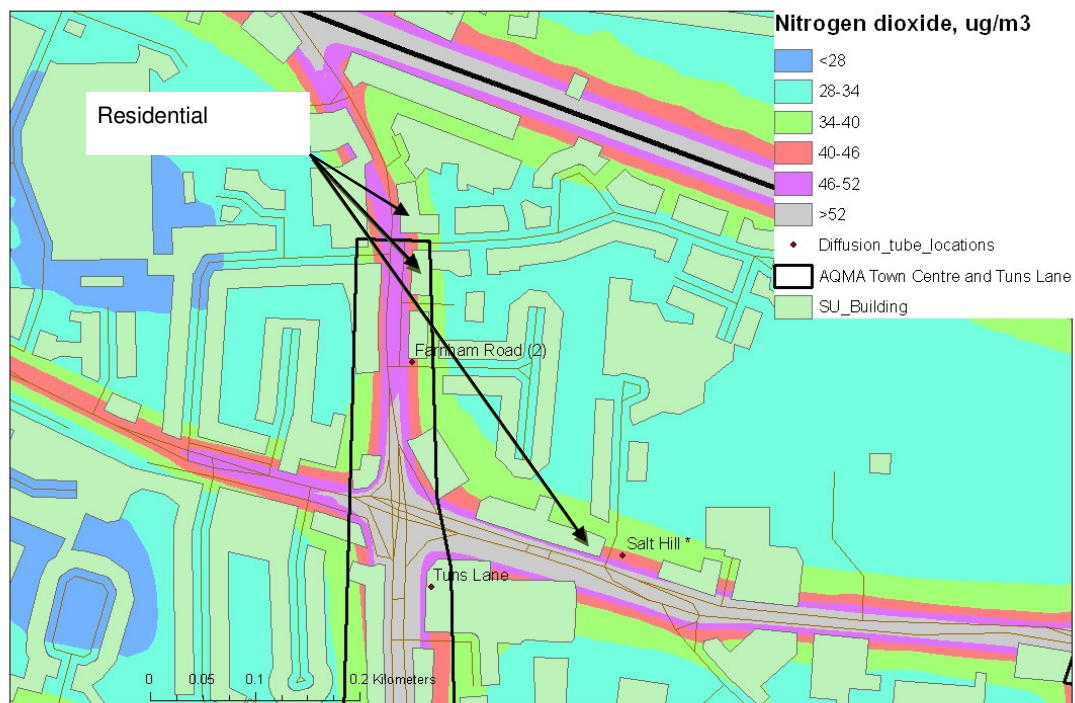 Nitrogen dioxide, ug/m3
<28
28-34
34-40
40-46
46-52
>52
Diffusion_tube_locations
AQMA Town Centre and Tuns Lane
SU_Building
Residential
Farnham Road (2)
Salt Hill *
Tuns Lane
0 0.05 0.1 0.2 Kilometers